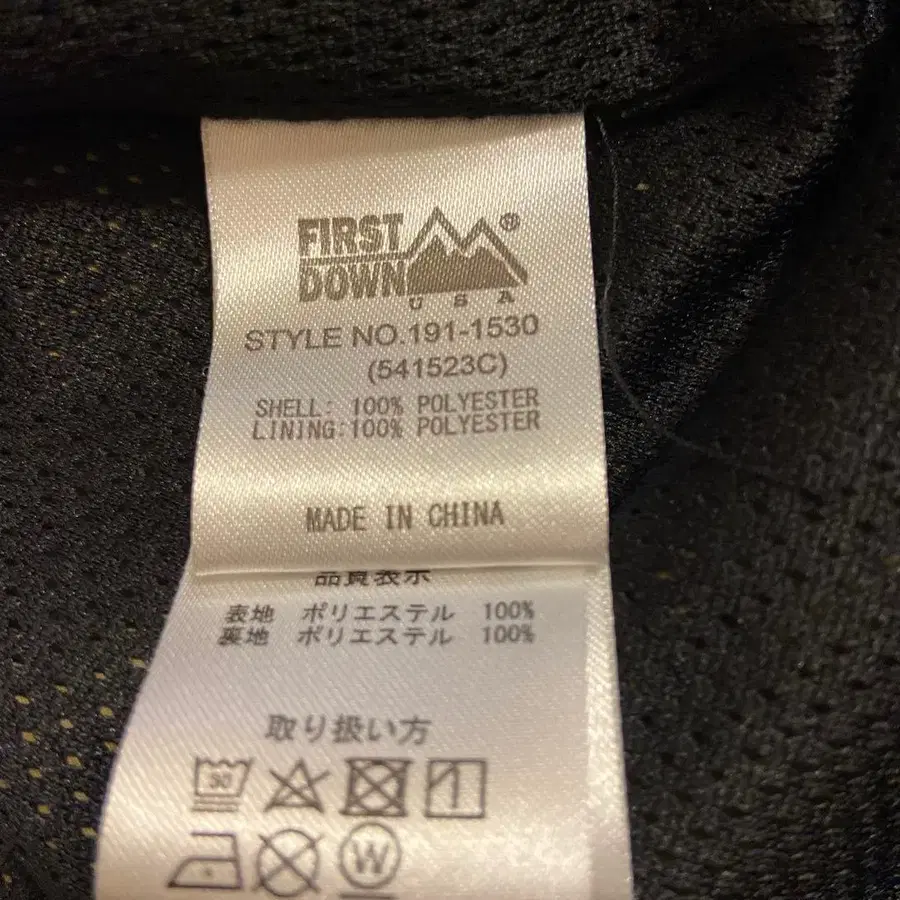 FIRST
DOWN
USA
®
STYLE NO.191-1530
(541523C)
SHELL: 100% POLYESTER
LINING:100% POLYESTER
MADE IN CHINA
品質表示
表地 ポリエステル 100%
裏地 ポリエステル 100%
取り扱い方
30
W